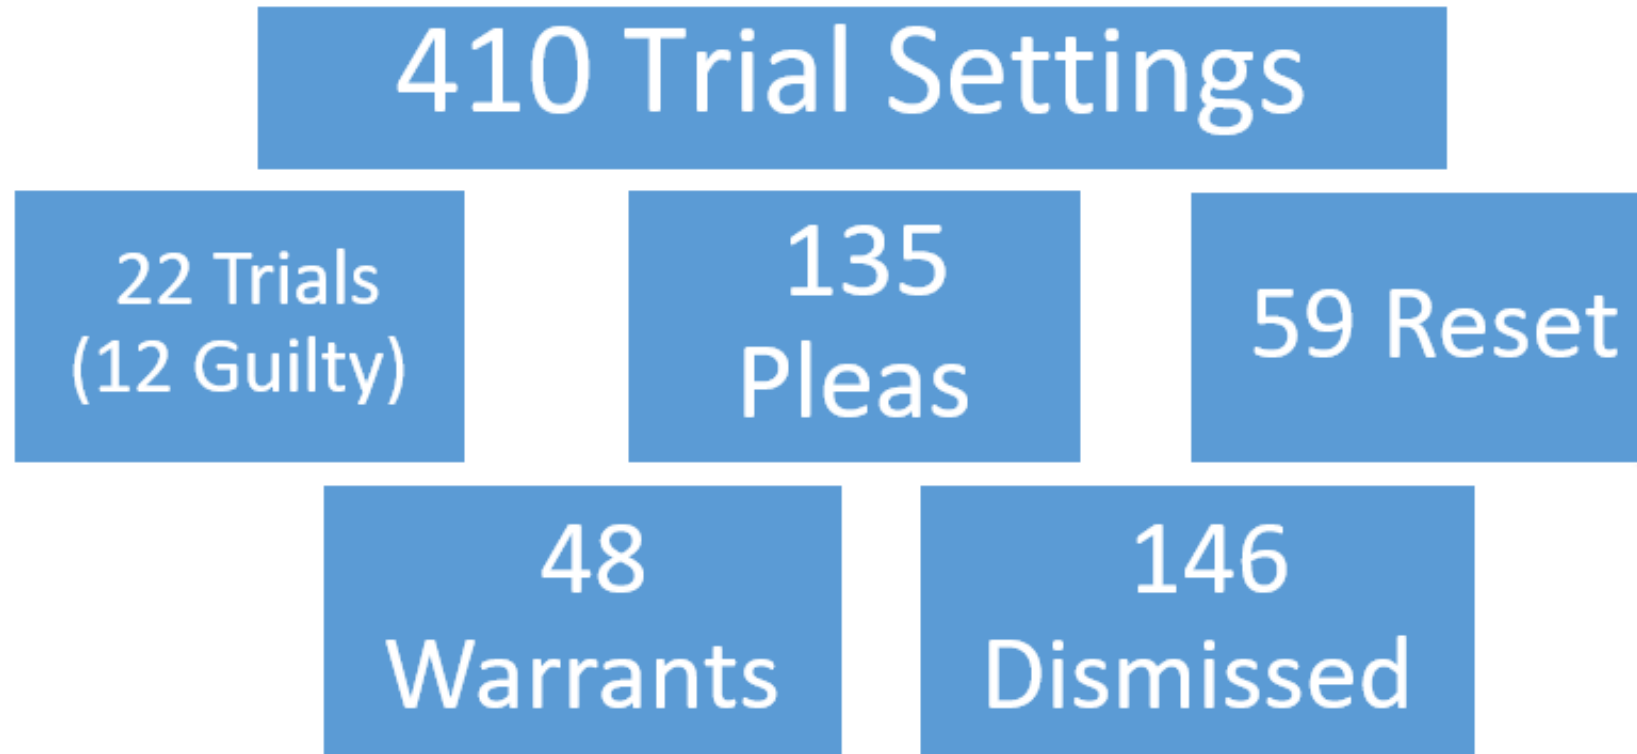 410 Trial Settings
22 Trials
(12 Guilty)
135
Pleas
59 Reset
48
Warrants
146
Dismissed